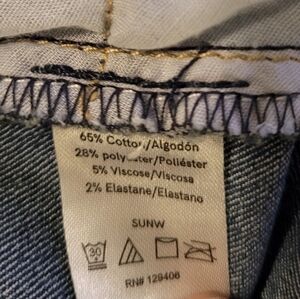 65% Cotton/Algodón
28% polyester/Poliéster
5% Viscose/Viscosa
2% Elastane/Elastano
SUNW
30
RN# 129406